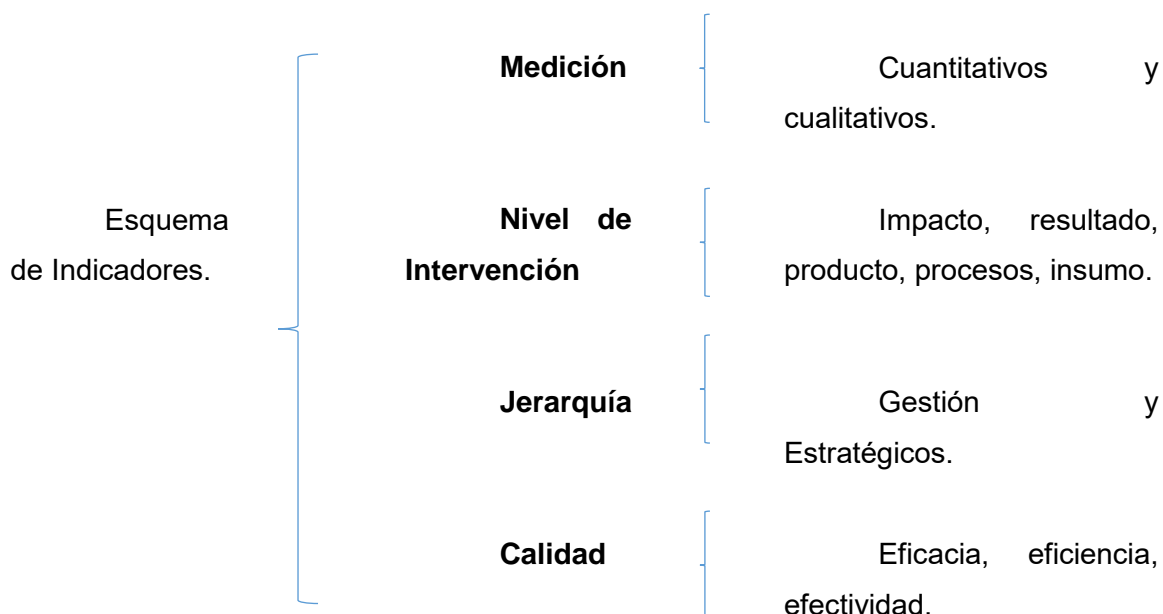 Medición
Cuantitativos y
cualitativos.
Esquema
de Indicadores.
Nivel de
Intervención
Impacto, resultado,
producto, procesos, insumo.
Jerarquía
Gestión y
Estratégicos.
Calidad
Eficacia, eficiencia,
efectividad.